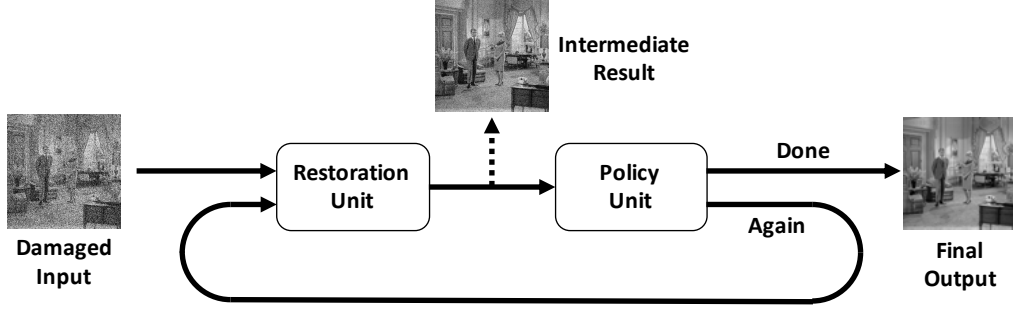 Intermediate
Result
Restoration
Unit
Policy
Unit
Done
Again
Damaged
Input
Final
Output